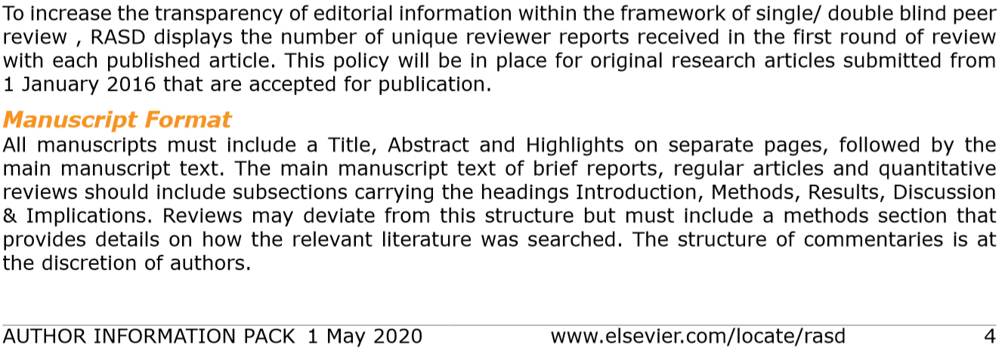 To increase the transparency of editorial information within the framework of single/ double blind peer
review , RASD displays the number of unique reviewer reports received in the first round of review
with each published article. This policy will be in place for original research articles submitted from
1 January 2016 that are accepted for publication.
Manuscript Format
All manuscripts must include a Title, Abstract and Highlights on separate pages, followed by the
main manuscript text. The main manuscript text of brief reports, regular articles and quantitative
reviews should include subsections carrying the headings Introduction, Methods, Results, Discussion
& Implications. Reviews may deviate from this structure but must include a methods section that
provides details on how the relevant literature was searched. The structure of commentaries is at
the discretion of authors.
AUTHOR INFORMATION PACK 1 May 2020 www.elsevier.com/locate/rasd 4